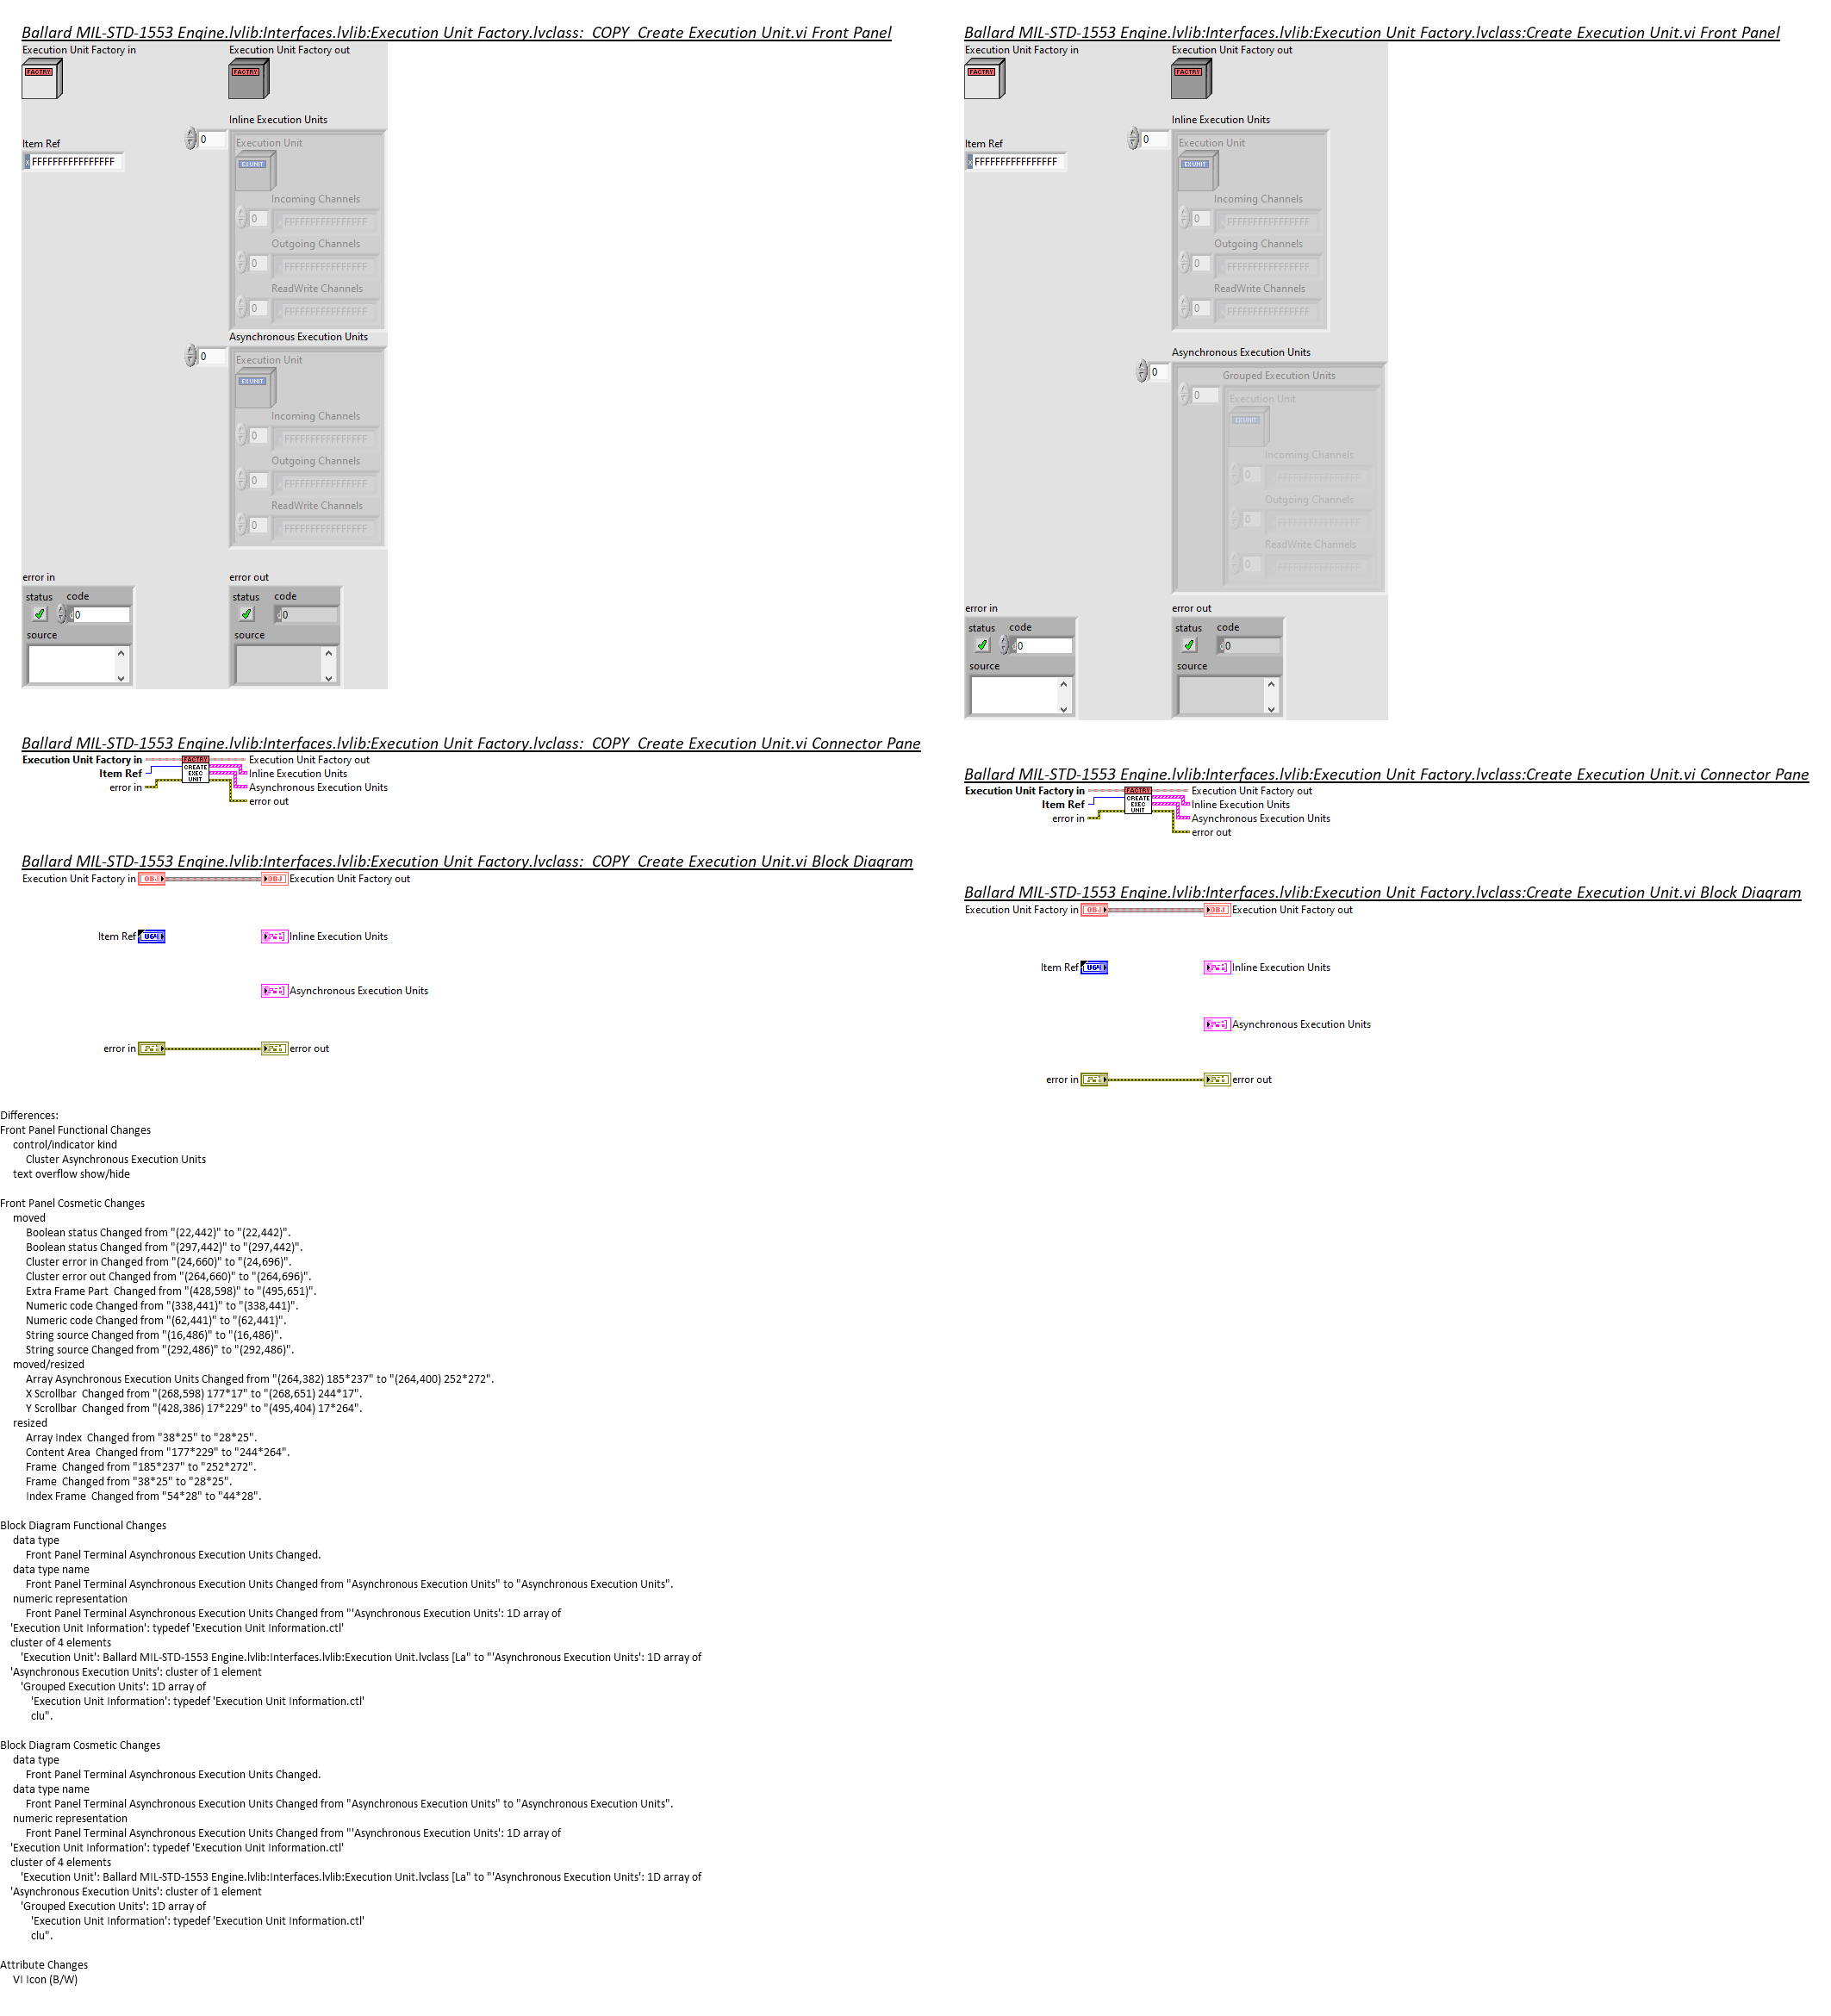 Ballard MIL-STD-1553 Engine.lvlib:Interfaces.lvlib:Execution Unit Factory.lvclass:_COPY_Create Execution Unit.vi Front Panel
Execution Unit Factory in
Execution Unit Factory out
FACTRY
FACTRY
Inline Execution Units
0
Execution Unit
EXUNIT
Item Ref
x FFFFFFFFFFFFFFFF
Incoming Channels
0
FFFFFFFFFFFFFFFF
Outgoing Channels
0
FFFFFFFFFFFFFFFF
ReadWrite Channels
0
FFFFFFFFFFFFFFFF
Asynchronous Execution Units
0
Execution Unit
EXUNIT
Incoming Channels
0
FFFFFFFFFFFFFFFF
Outgoing Channels
0
FFFFFFFFFFFFFFFF
ReadWrite Channels
0
FFFFFFFFFFFFFFFF
error in
error out
status code
status code
0
0
source
source
Ballard MIL-STD-1553 Engine.lvlib:Interfaces.lvlib:Execution Unit Factory.lvclass:_COPY_Create Execution Unit.vi Connector Pane
Execution Unit Factory in
Item Ref
error in
FACTRY
CREATE
EXEC
UNIT
Execution Unit Factory out
Inline Execution Units
Asynchronous Execution Units
error out
Ballard MIL-STD-1553 Engine.lvlib:Interfaces.lvlib:Execution Unit Factory.lvclass:_COPY_Create Execution Unit.vi Block Diagram
Execution Unit Factory in OBJ
OBJ Execution Unit Factory out
Item Ref U64
Inline Execution Units
Asynchronous Execution Units
error in
error out
Ballard MIL-STD-1553 Engine.lvlib:Interfaces.lvlib:Execution Unit Factory.lvclass:Create Execution Unit.vi Front Panel
Execution Unit Factory in
Execution Unit Factory out
FACTRY
FACTRY
Inline Execution Units
0
Execution Unit
EXUNIT
Item Ref
x FFFFFFFFFFFFFFFF
Incoming Channels
0
FFFFFFFFFFFFFFFF
Outgoing Channels
0
FFFFFFFFFFFFFFFF
ReadWrite Channels
0
FFFFFFFFFFFFFFFF
Asynchronous Execution Units
0
Grouped Execution Units
0
Execution Unit
EXUNIT
Incoming Channels
0
FFFFFFFFFFFFFFFF
Outgoing Channels
0
FFFFFFFFFFFFFFFF
ReadWrite Channels
0
FFFFFFFFFFFFFFFF
error in
error out
status code
status code
0
0
source
source
Ballard MIL-STD-1553 Engine.lvlib:Interfaces.lvlib:Execution Unit Factory.lvclass:Create Execution Unit.vi Connector Pane
Execution Unit Factory in
Item Ref
error in
FACTRY
CREATE
EXEC
UNIT
Execution Unit Factory out
Inline Execution Units
Asynchronous Execution Units
error out
Ballard MIL-STD-1553 Engine.lvlib:Interfaces.lvlib:Execution Unit Factory.lvclass:Create Execution Unit.vi Block Diagram
Execution Unit Factory in OBJ
OBJ Execution Unit Factory out
Item Ref U64
Inline Execution Units
Asynchronous Execution Units
error in
error out
Differences:
Front Panel Functional Changes
control/indicator kind
Cluster Asynchronous Execution Units
text overflow show/hide
Front Panel Cosmetic Changes
moved
Boolean status Changed from "(22,442)" to "(22,442)".
Boolean status Changed from "(297,442)" to "(297,442)".
Cluster error in Changed from "(24,660)" to "(24,696)".
Cluster error out Changed from "(264,660)" to "(264,696)".
Extra Frame Part  Changed from "(428,598)" to "(495,651)".
Numeric code Changed from "(338,441)" to "(338,441)".
Numeric code Changed from "(62,441)" to "(62,441)".
String source Changed from "(16,486)" to "(16,486)".
String source Changed from "(292,486)" to "(292,486)".
moved/resized
Array Asynchronous Execution Units Changed from "(264,382) 185*237" to "(264,400) 252*272".
X Scrollbar  Changed from "(268,598) 177*17" to "(268,651) 244*17".
Y Scrollbar  Changed from "(428,386) 17*229" to "(495,404) 17*264".
resized
Array Index  Changed from "38*25" to "28*25".
Content Area  Changed from "177*229" to "244*264".
Frame  Changed from "185*237" to "252*272".
Frame  Changed from "38*25" to "28*25".
Index Frame  Changed from "54*28" to "44*28".
Block Diagram Functional Changes
data type
Front Panel Terminal Asynchronous Execution Units Changed.
data type name
Front Panel Terminal Asynchronous Execution Units Changed from "Asynchronous Execution Units" to "Asynchronous Execution Units".
numeric representation
Front Panel Terminal Asynchronous Execution Units Changed from "'Asynchronous Execution Units': 1D array of
'Execution Unit Information': typedef 'Execution Unit Information.ctl'
cluster of 4 elements
'Execution Unit': Ballard MIL-STD-1553 Engine.lvlib:Interfaces.lvlib:Execution Unit.lvclass [La" to "'Asynchronous Execution Units': 1D array of
'Asynchronous Execution Units': cluster of 1 element
'Grouped Execution Units': 1D array of
'Execution Unit Information': typedef 'Execution Unit Information.ctl'
clu".
Block Diagram Cosmetic Changes
data type
Front Panel Terminal Asynchronous Execution Units Changed.
data type name
Front Panel Terminal Asynchronous Execution Units Changed from "Asynchronous Execution Units" to "Asynchronous Execution Units".
numeric representation
Front Panel Terminal Asynchronous Execution Units Changed from "'Asynchronous Execution Units': 1D array of
'Execution Unit Information': typedef 'Execution Unit Information.ctl'
cluster of 4 elements
'Execution Unit': Ballard MIL-STD-1553 Engine.lvlib:Interfaces.lvlib:Execution Unit.lvclass [La" to "'Asynchronous Execution Units': 1D array of
'Asynchronous Execution Units': cluster of 1 element
'Grouped Execution Units': 1D array of
'Execution Unit Information': typedef 'Execution Unit Information.ctl'
clu".
Attribute Changes
VI Icon (B/W)